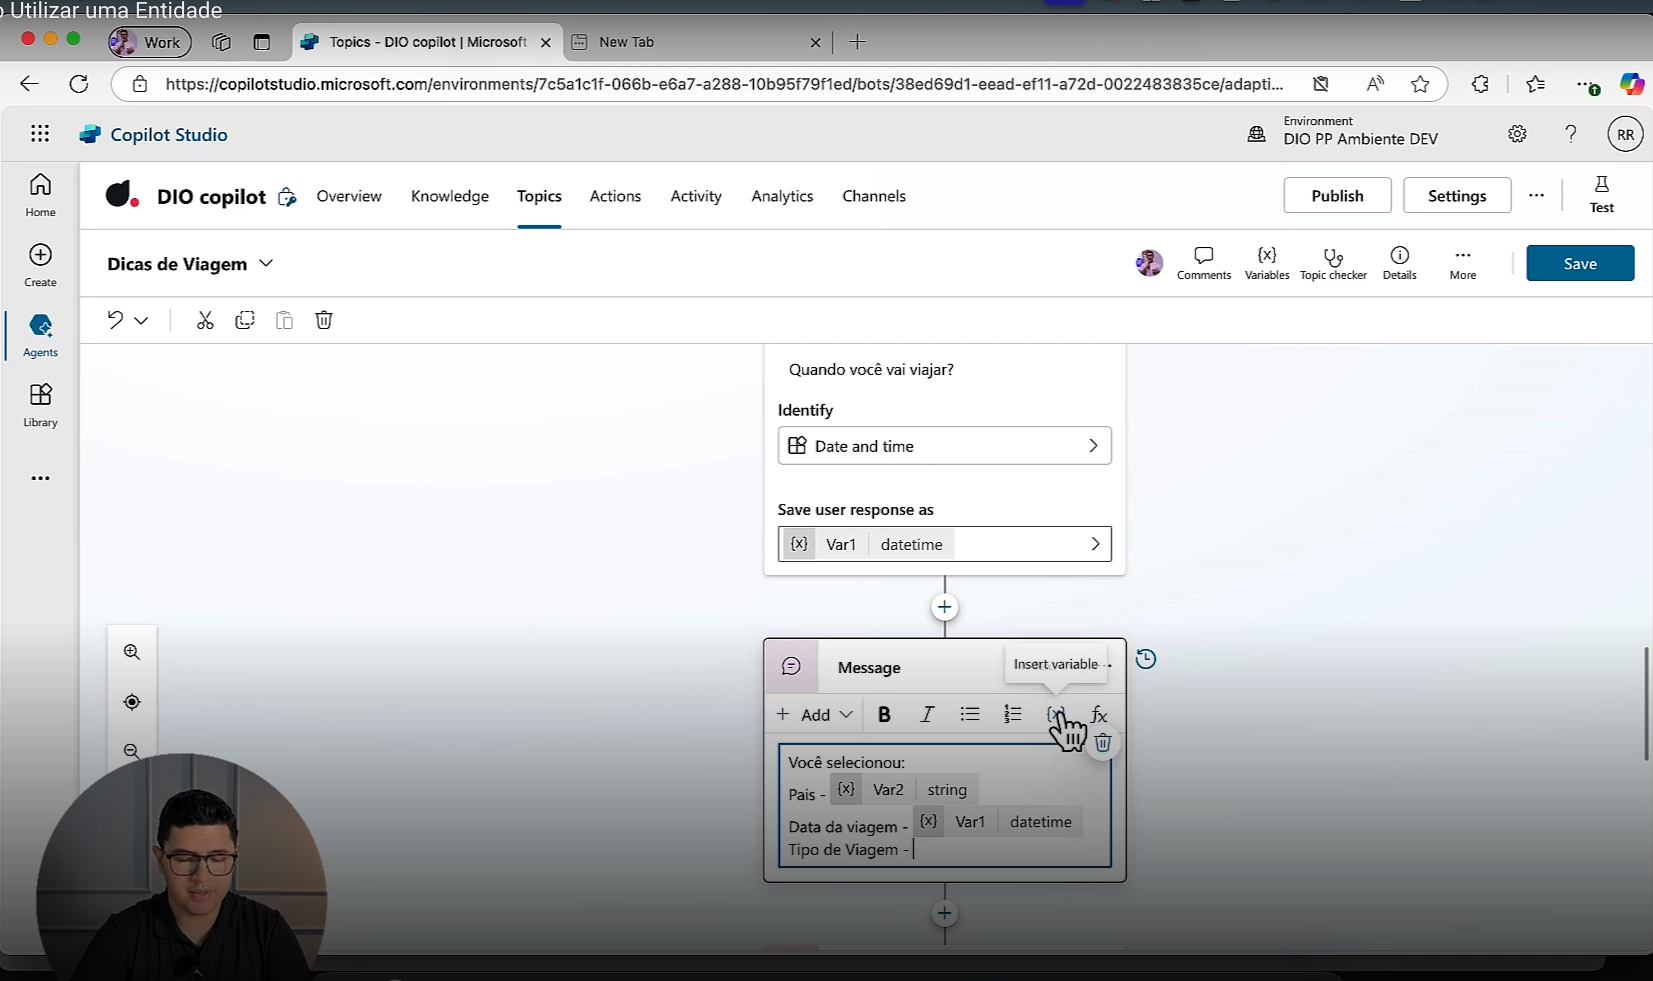 Utilizar uma Entidade
Work
Topics - DIO copilot | Microsoft
New Tab
https://copilotstudio.microsoft.com/environments/7c5a1c1f-066b-e6a7-a288-10b95f79f1ed/bots/38ed69d1-eead-ef11-a72d-0022483835ce/adapti...
Copilot Studio
Environment
DIO PP Ambiente DEV
RR
Home
Create
Agents
Library
DIO copilot
Overview
Knowledge
Topics
Actions
Activity
Analytics
Channels
Publish
Settings
Test
Dicas de Viagem
Comments
Variables
Topic checker
Details
More
Save
Quando você vai viajar?
Identify
Date and time
Save user response as
{x} Var1 datetime
Message
Insert variable
Add
B I {x} fx
Você selecionou:
Pais - {x} Var2 string
Data da viagem - {x} Var1 datetime
Tipo de Viagem -